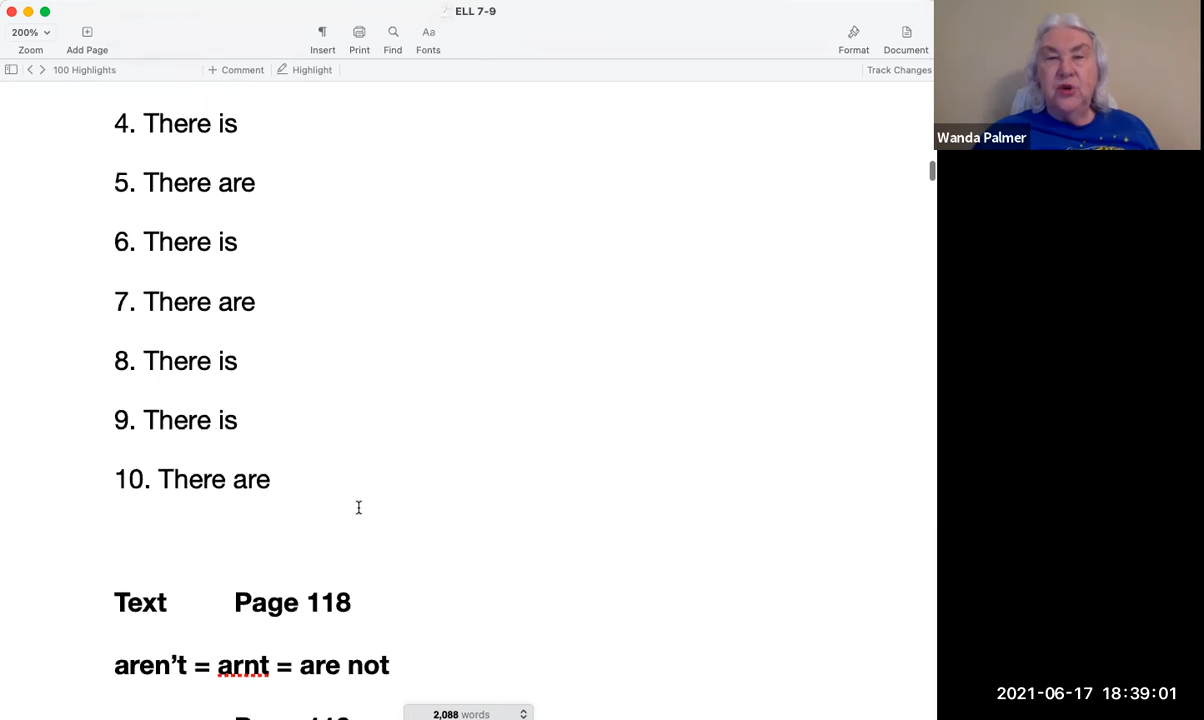 ELL 7-9
200%
Zoom
Add Page
Insert
Print
Find
Aa
Fonts
Format
Document
100 Highlights
+ Comment
Highlight
Track Changes
4. There is
5. There are
6. There is
7. There are
8. There is
9. There is
10. There are
Text Page 118
aren’t = arnt = are not
2,088 words
Wanda Palmer
2021-06-17 18:39:01